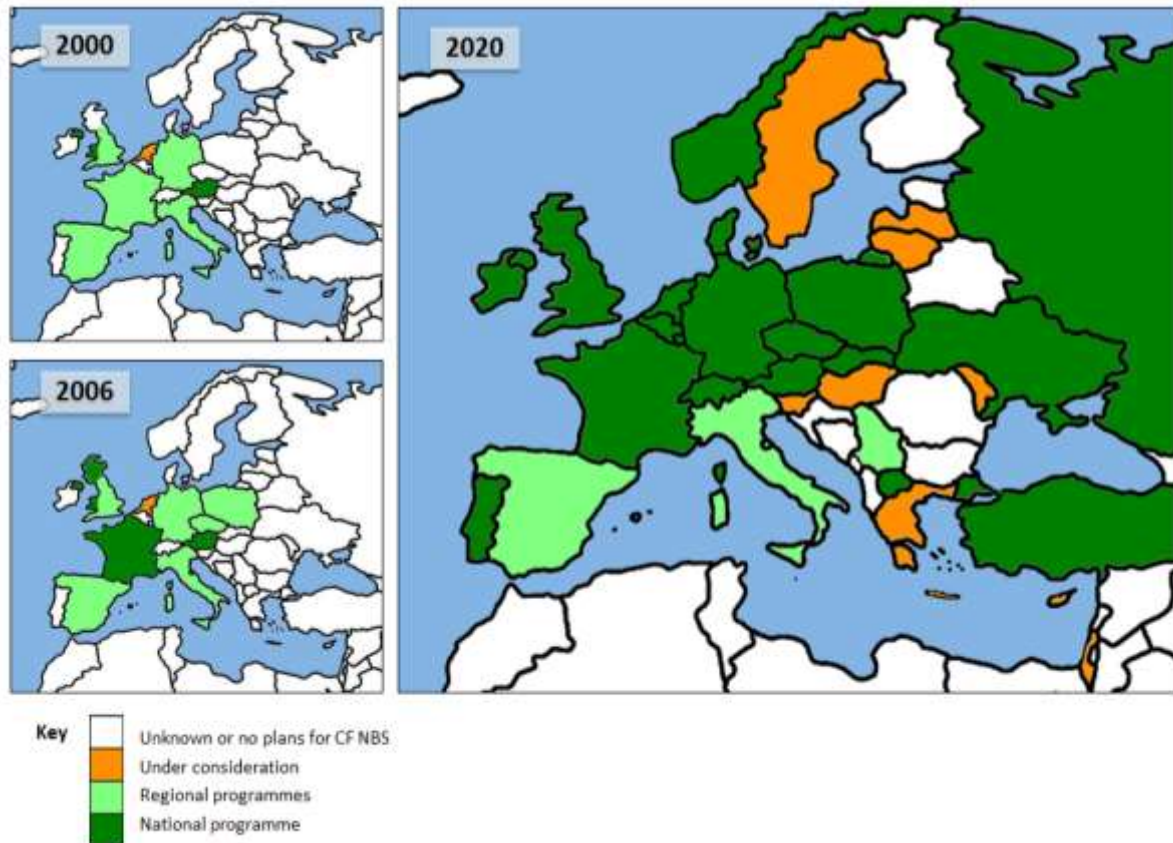 2000
2020
2006
Key
Unknown or no plans for CF NBS
Under consideration
Regional programmes
National programme